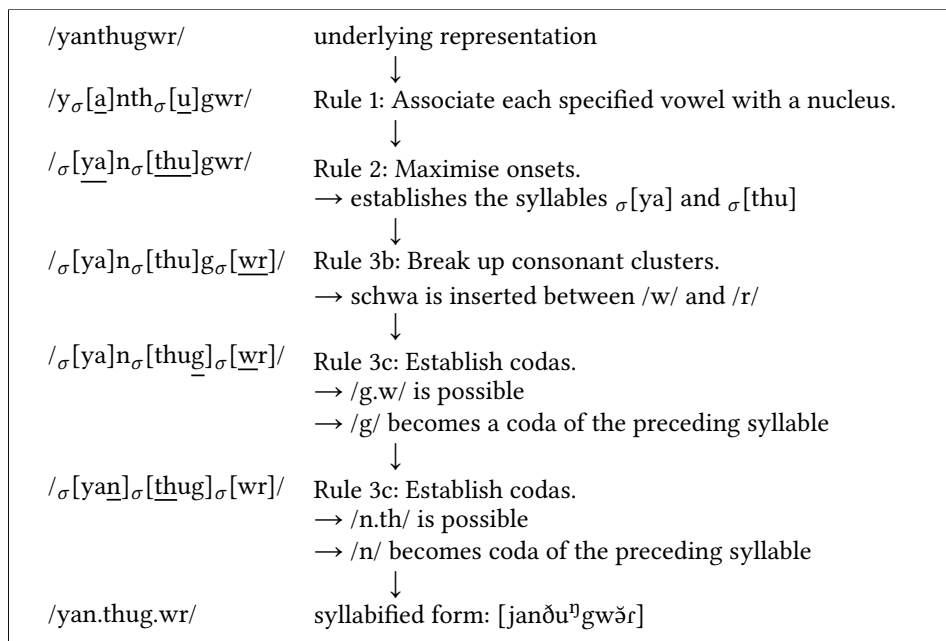 /yanthugwr/ underlying representation
↓
/yσ[a]nthσ[u]gwr/ Rule 1: Associate each specified vowel with a nucleus.
↓
/σ[ya]nσ[thu]gwr/ Rule 2: Maximise onsets.
→ establishes the syllables σ[ya] and σ[thu]
↓
/σ[ya]nσ[thu]gσ[wr]/ Rule 3b: Break up consonant clusters.
→ schwa is inserted between /w/ and /r/
↓
/σ[ya]nσ[thug]σ[wr]/ Rule 3c: Establish codas.
→ /g.w/ is possible
→ /g/ becomes a coda of the preceding syllable
↓
/σ[yan]σ[thug]σ[wr]/ Rule 3c: Establish codas.
→ /n.th/ is possible
→ /n/ becomes coda of the preceding syllable
↓
/yan.thug.wr/ syllabified form: [janðuᵑgwə̆ɾ]